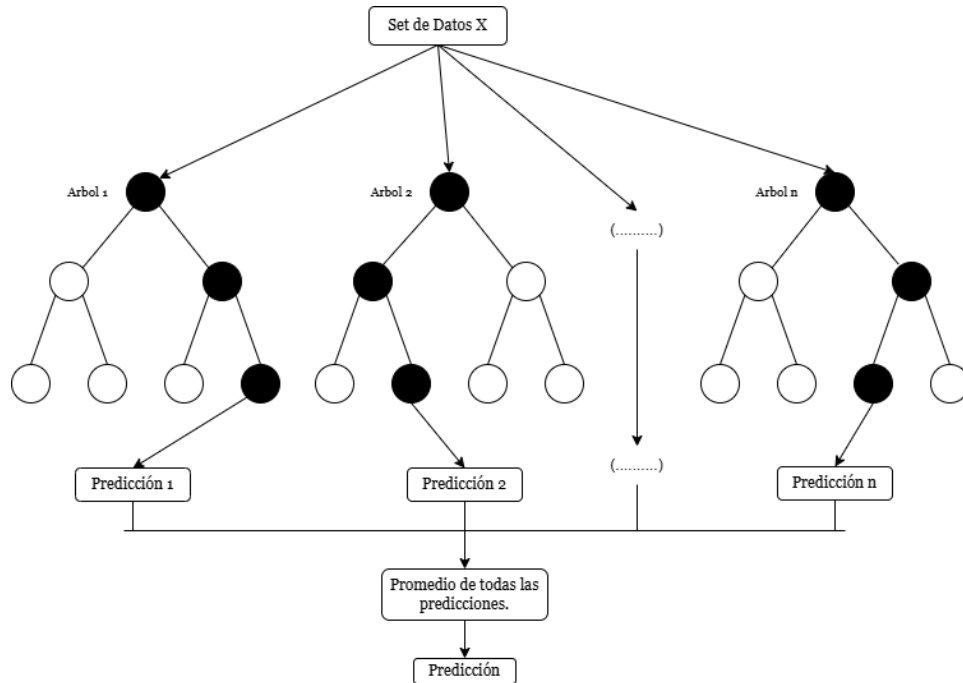 Set de Datos X
Arbol 1
Arbol 2
Arbol n
(..........)
(..........)
Predicción 1
Predicción 2
Predicción n
Promedio de todas las
predicciones.
Predicción